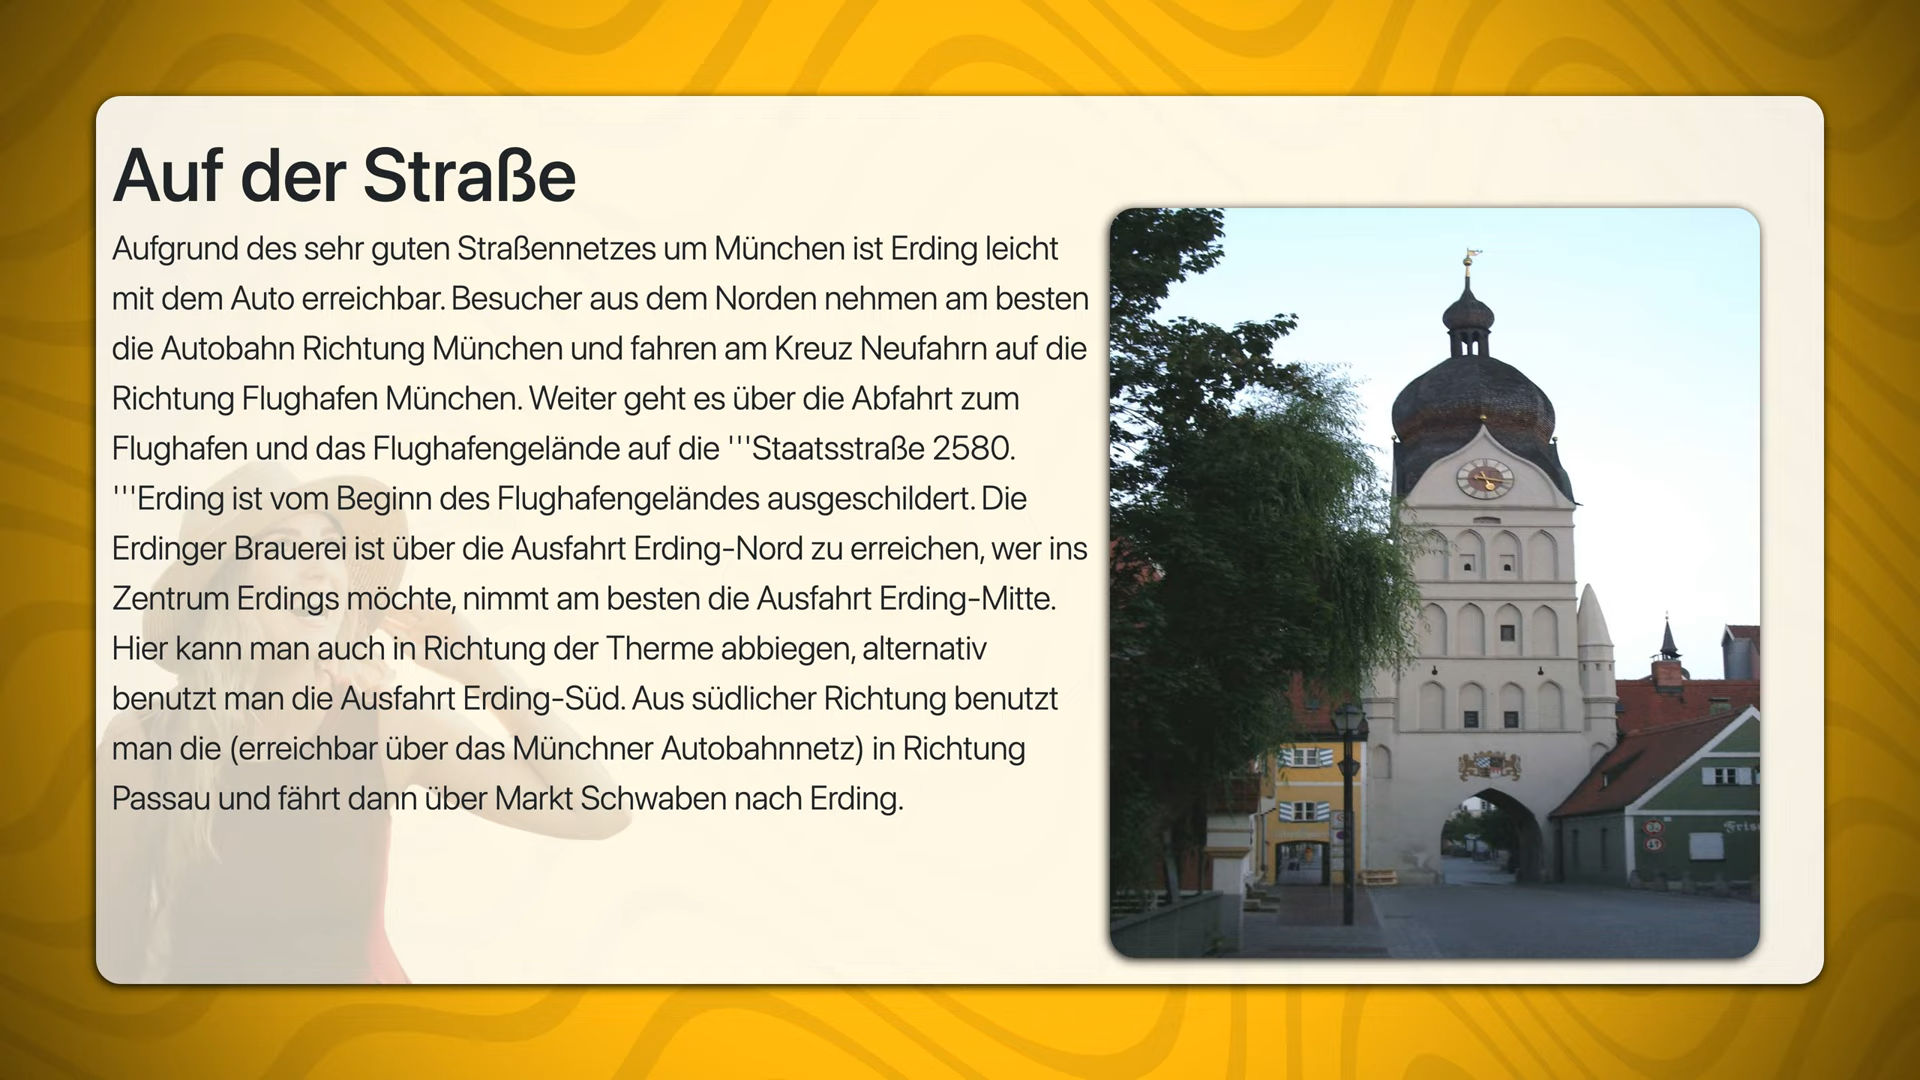 Auf der Straße
Aufgrund des sehr guten Straßennetzes um München ist Erding leicht
mit dem Auto erreichbar. Besucher aus dem Norden nehmen am besten
die Autobahn Richtung München und fahren am Kreuz Neufahrn auf die
Richtung Flughafen München. Weiter geht es über die Abfahrt zum
Flughafen und das Flughafengelände auf die '''Staatsstraße 2580.
'''Erding ist vom Beginn des Flughafengeländes ausgeschildert. Die
Erdinger Brauerei ist über die Ausfahrt Erding-Nord zu erreichen, wer ins
Zentrum Erdings möchte, nimmt am besten die Ausfahrt Erding-Mitte.
Hier kann man auch in Richtung der Therme abbiegen, alternativ
benutzt man die Ausfahrt Erding-Süd. Aus südlicher Richtung benutzt
man die (erreichbar über das Münchner Autobahnnetz) in Richtung
Passau und fährt dann über Markt Schwaben nach Erding.